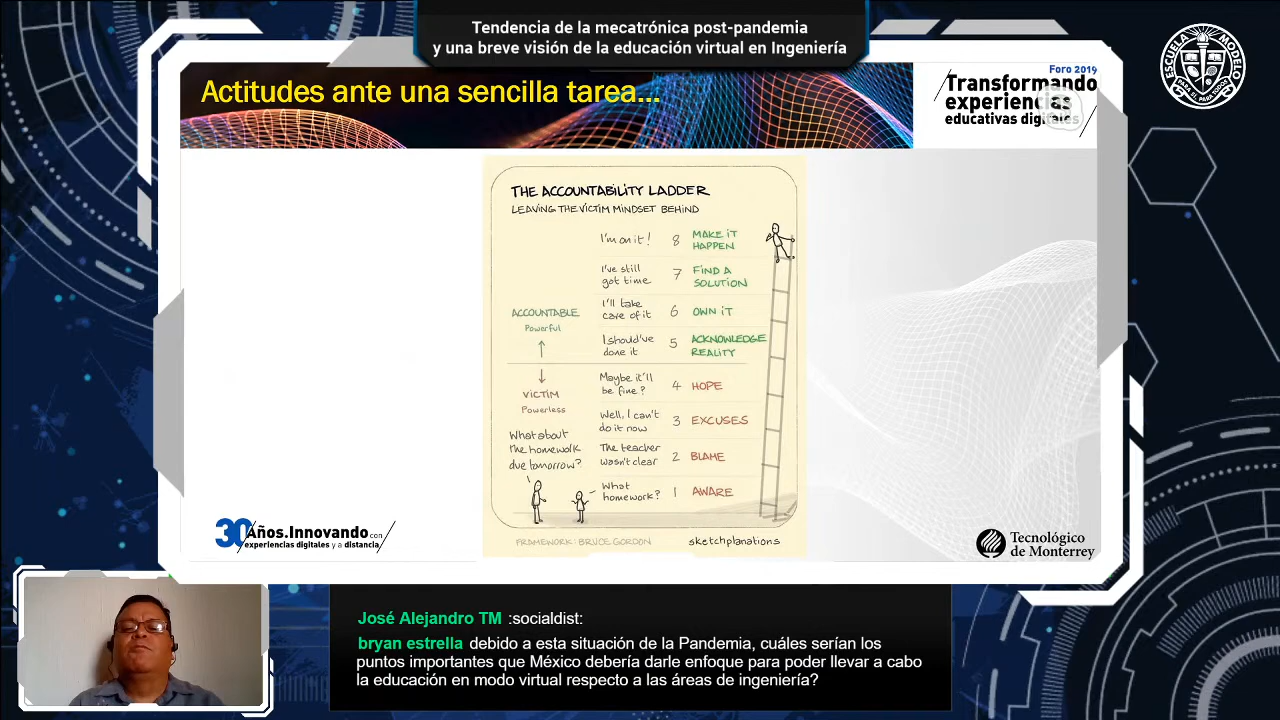 Tendencia de la mecatrónica post-pandemia
y una breve visión de la educación virtual en Ingeniería
ESCUELA MODELO
PARA SÍ, PARA TODOS
Actitudes ante una sencilla tarea...
Foro 2019
Transformando
experiencias
educativas digitales
THE ACCOUNTABILITY LADDER
LEAVING THE VICTIM MINDSET BEHIND
I'm on it! 8 MAKE IT
HAPPEN
I've still
got time 7 FIND A
SOLUTION
I'll take
care of it 6 OWN IT
ACCOUNTABLE
Powerful
I should've
done it 5 ACKNOWLEDGE
REALITY
Maybe it'll
be fine? 4 HOPE
VICTIM
Powerless
Well, I can't
do it now 3 EXCUSES
What about
the homework
due tomorrow?
The teacher
wasn't clear 2 BLAME
What
homework? 1 AWARE
FRAMEWORK: BRUCE GORDON
sketchplanations
30 Años.Innovando con
experiencias digitales y a distancia
Tecnológico
de Monterrey
José Alejandro TM :socialdist:
bryan estrella debido a esta situación de la Pandemia, cuáles serían los
puntos importantes que México debería darle enfoque para poder llevar a cabo
la educación en modo virtual respecto a las áreas de ingeniería?